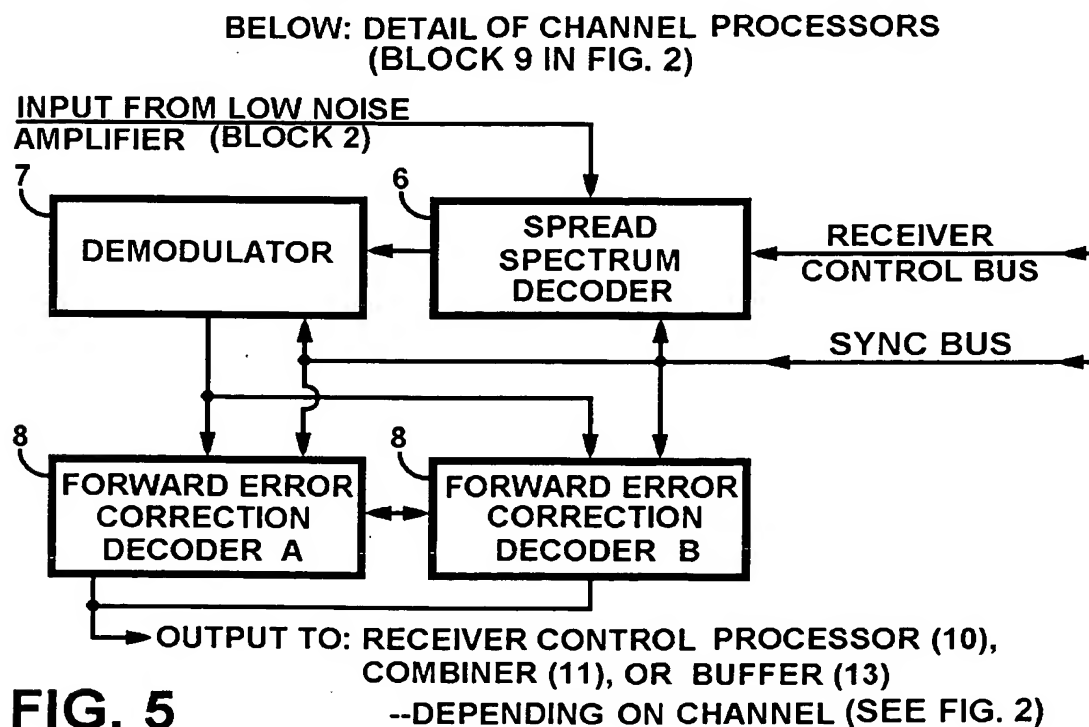 BELOW: DETAIL OF CHANNEL PROCESSORS
(BLOCK 9 IN FIG. 2)
INPUT FROM LOW NOISE
AMPLIFIER (BLOCK 2)
7
DEMODULATOR
6
SPREAD
SPECTRUM
DECODER
RECEIVER
CONTROL BUS
SYNC BUS
8
FORWARD ERROR
CORRECTION
DECODER A
8
FORWARD ERROR
CORRECTION
DECODER B
OUTPUT TO: RECEIVER CONTROL PROCESSOR (10),
COMBINER (11), OR BUFFER (13)
--DEPENDING ON CHANNEL (SEE FIG. 2)
FIG. 5